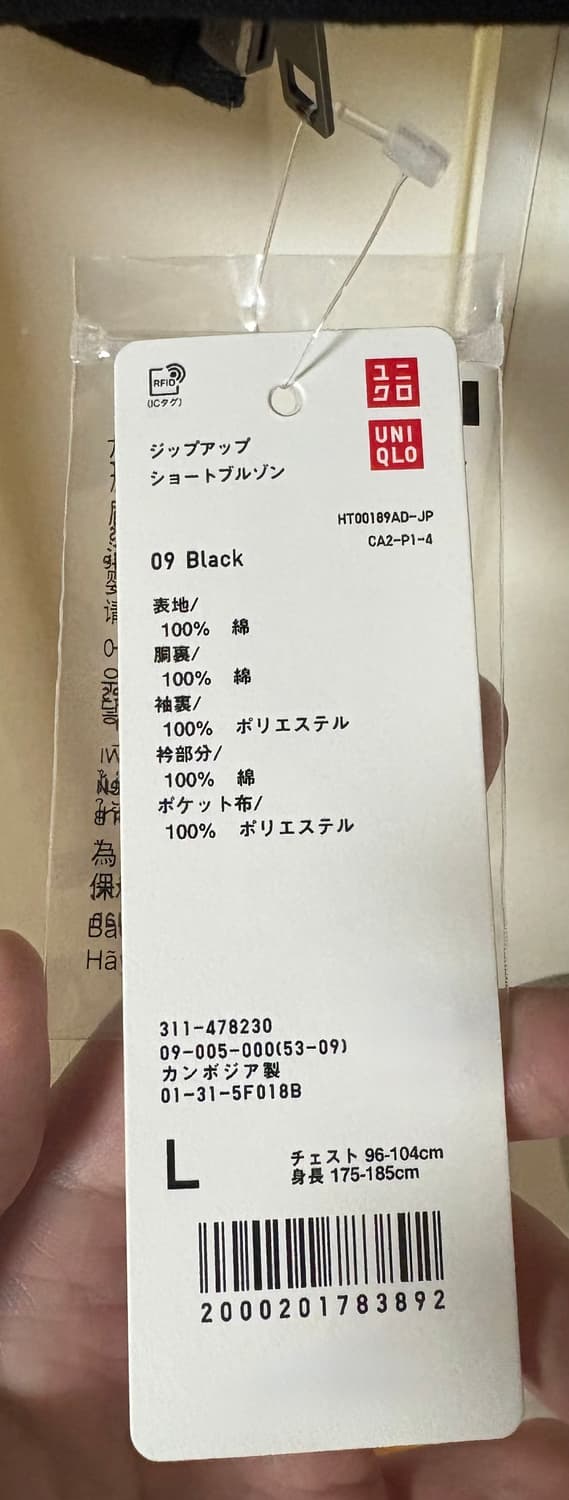 RFID
(ICタグ)
ユニ
クロ
UNI
QLO
ジップアップ
ショートブルゾン
HT00189AD-JP
CA2-P1-4
09 Black
表地/
100% 綿
胴裏/
100% 綿
袖裏/
100% ポリエステル
衿部分/
100% 綿
ポケット布/
100% ポリエステル
311-478230
09-005-000(53-09)
カンボジア製
01-31-5F018B
L
チェスト 96-104cm
身長 175-185cm
2000201783892
请
為